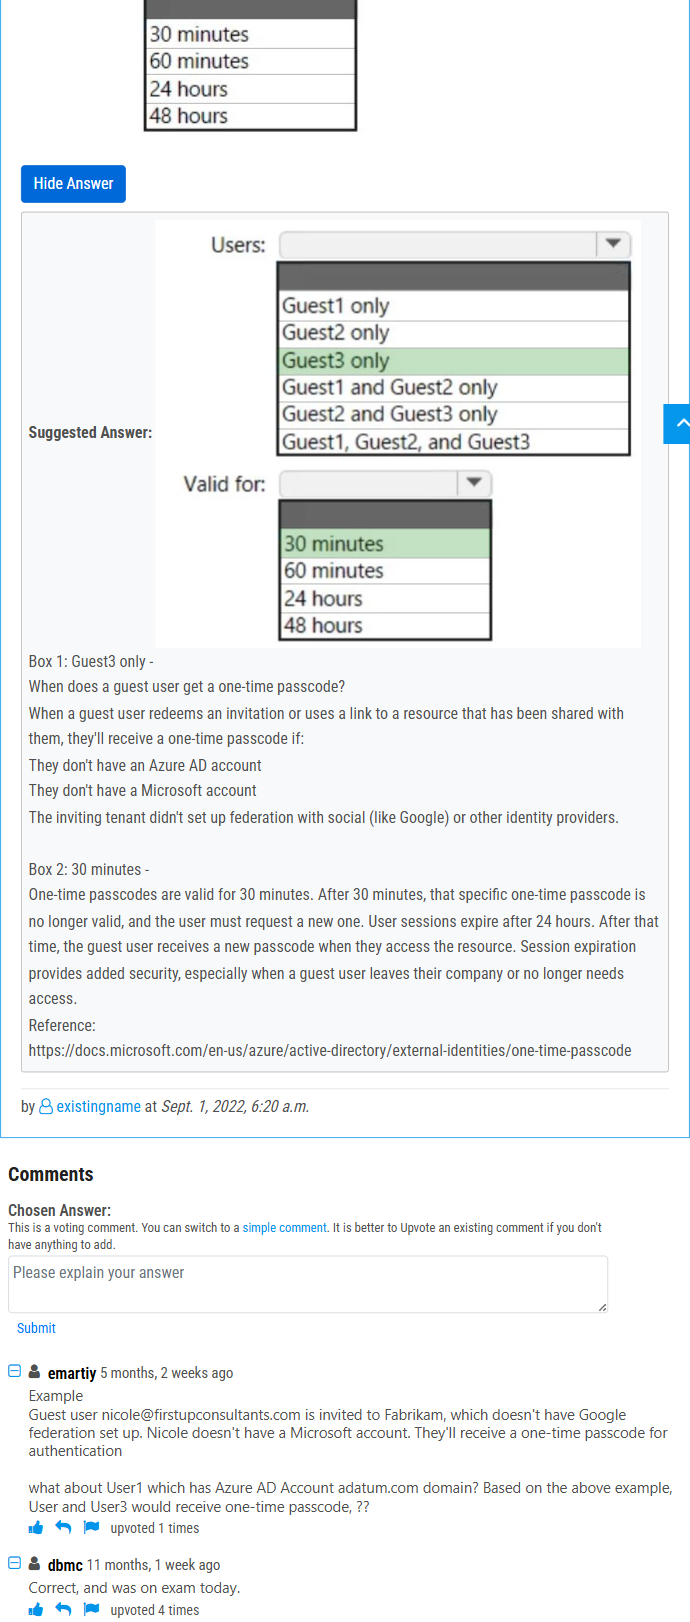 30 minutes
60 minutes
24 hours
48 hours
Hide Answer
Users:
Guest1 only
Guest2 only
Guest3 only
Guest1 and Guest2 only
Guest2 and Guest3 only
Guest1, Guest2, and Guest3
Suggested Answer:
Valid for:
30 minutes
60 minutes
24 hours
48 hours
Box 1: Guest3 only -
When does a guest user get a one-time passcode?
When a guest user redeems an invitation or uses a link to a resource that has been shared with
them, they'll receive a one-time passcode if:
They don't have an Azure AD account
They don't have a Microsoft account
The inviting tenant didn't set up federation with social (like Google) or other identity providers.
Box 2: 30 minutes -
One-time passcodes are valid for 30 minutes. After 30 minutes, that specific one-time passcode is
no longer valid, and the user must request a new one. User sessions expire after 24 hours. After that
time, the guest user receives a new passcode when they access the resource. Session expiration
provides added security, especially when a guest user leaves their company or no longer needs
access.
Reference:
https://docs.microsoft.com/en-us/azure/active-directory/external-identities/one-time-passcode
by existingname at Sept. 1, 2022, 6:20 a.m.
Comments
Chosen Answer:
This is a voting comment. You can switch to a simple comment. It is better to Upvote an existing comment if you don't
have anything to add.
Please explain your answer
Submit
emartiy 5 months, 2 weeks ago
Example
Guest user nicole@firstupconsultants.com is invited to Fabrikam, which doesn't have Google
federation set up. Nicole doesn't have a Microsoft account. They'll receive a one-time passcode for
authentication
what about User1 which has Azure AD Account adatum.com domain? Based on the above example,
User and User3 would receive one-time passcode, ??
upvoted 1 times
dbmc 11 months, 1 week ago
Correct, and was on exam today.
upvoted 4 times